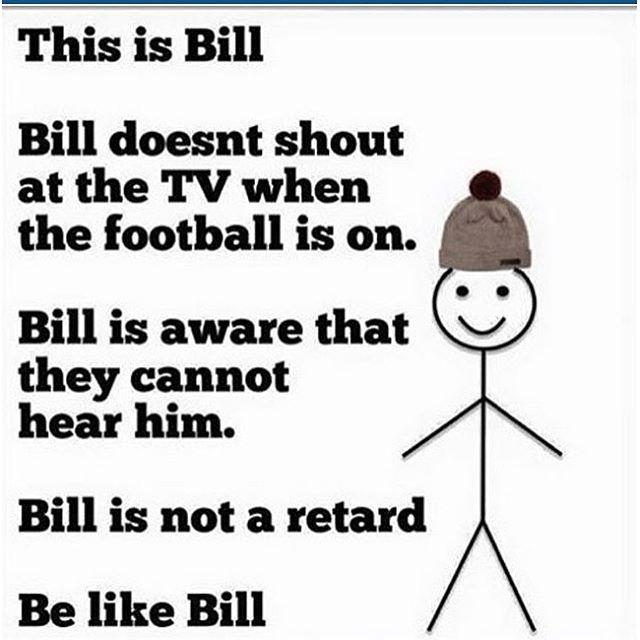 This is Bill
Bill doesnt shout
at the TV when
the football is on.
Bill is aware that
they cannot
hear him.
Bill is not a retard
Be like Bill